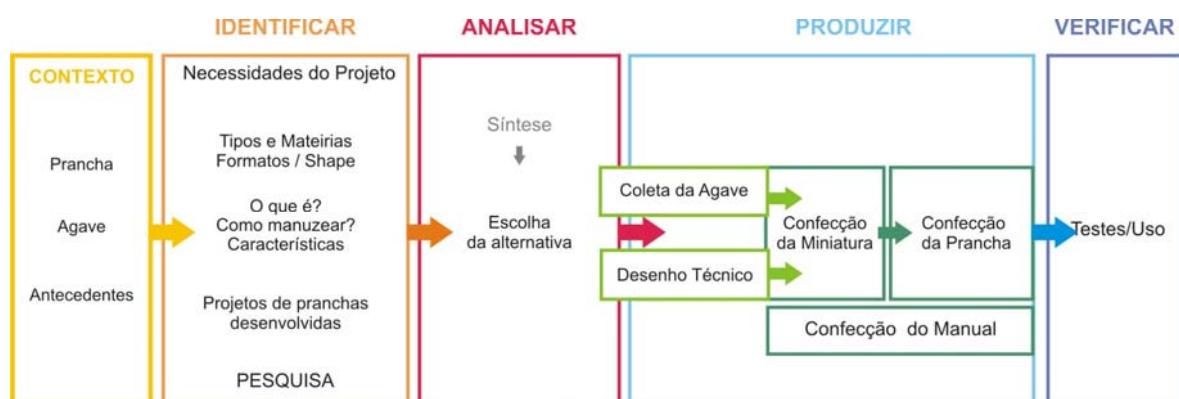 IDENTIFICAR
ANALISAR
PRODUZIR
VERIFICAR
CONTEXTO
Prancha
Agave
Antecedentes
Necessidades do Projeto
Tipos e Mateirias
Formatos / Shape
O que é?
Como manuzear?
Características
Projetos de pranchas
desenvolvidas
PESQUISA
Síntese
Escolha
da alternativa
Coleta da Agave
Desenho Técnico
Confecção
da Miniatura
Confecção
da Prancha
Confecção do Manual
Testes/Uso